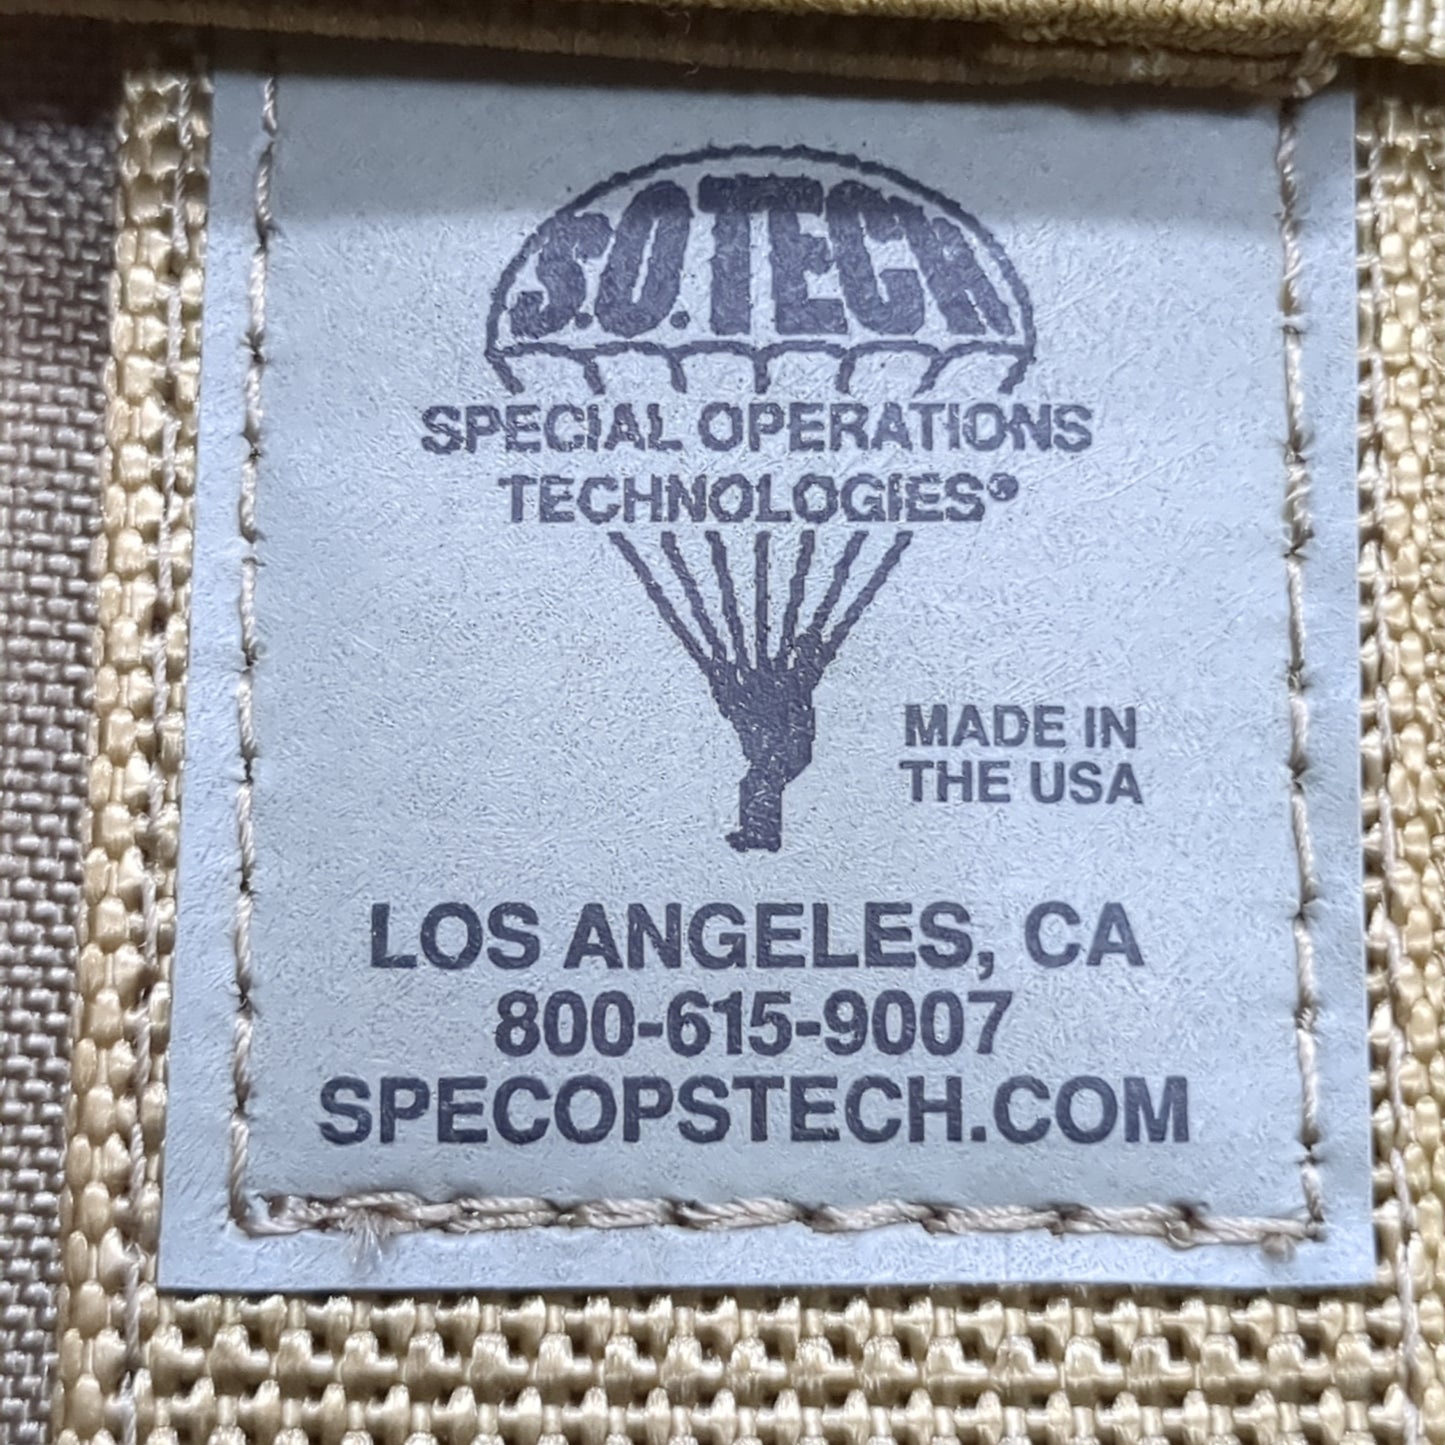 S.O.TECH
SPECIAL OPERATIONS
TECHNOLOGIES®
MADE IN
THE USA
LOS ANGELES, CA
800-615-9007
SPECOPSTECH.COM